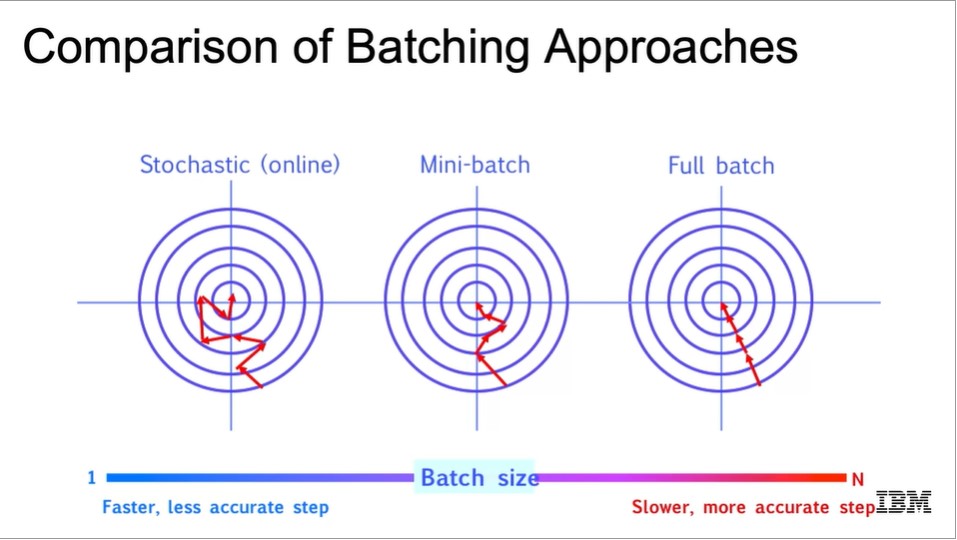 Comparison of Batching Approaches
Stochastic (online)
Mini-batch
Full batch
1
Batch size
N
Faster, less accurate step
Slower, more accurate step
IBM